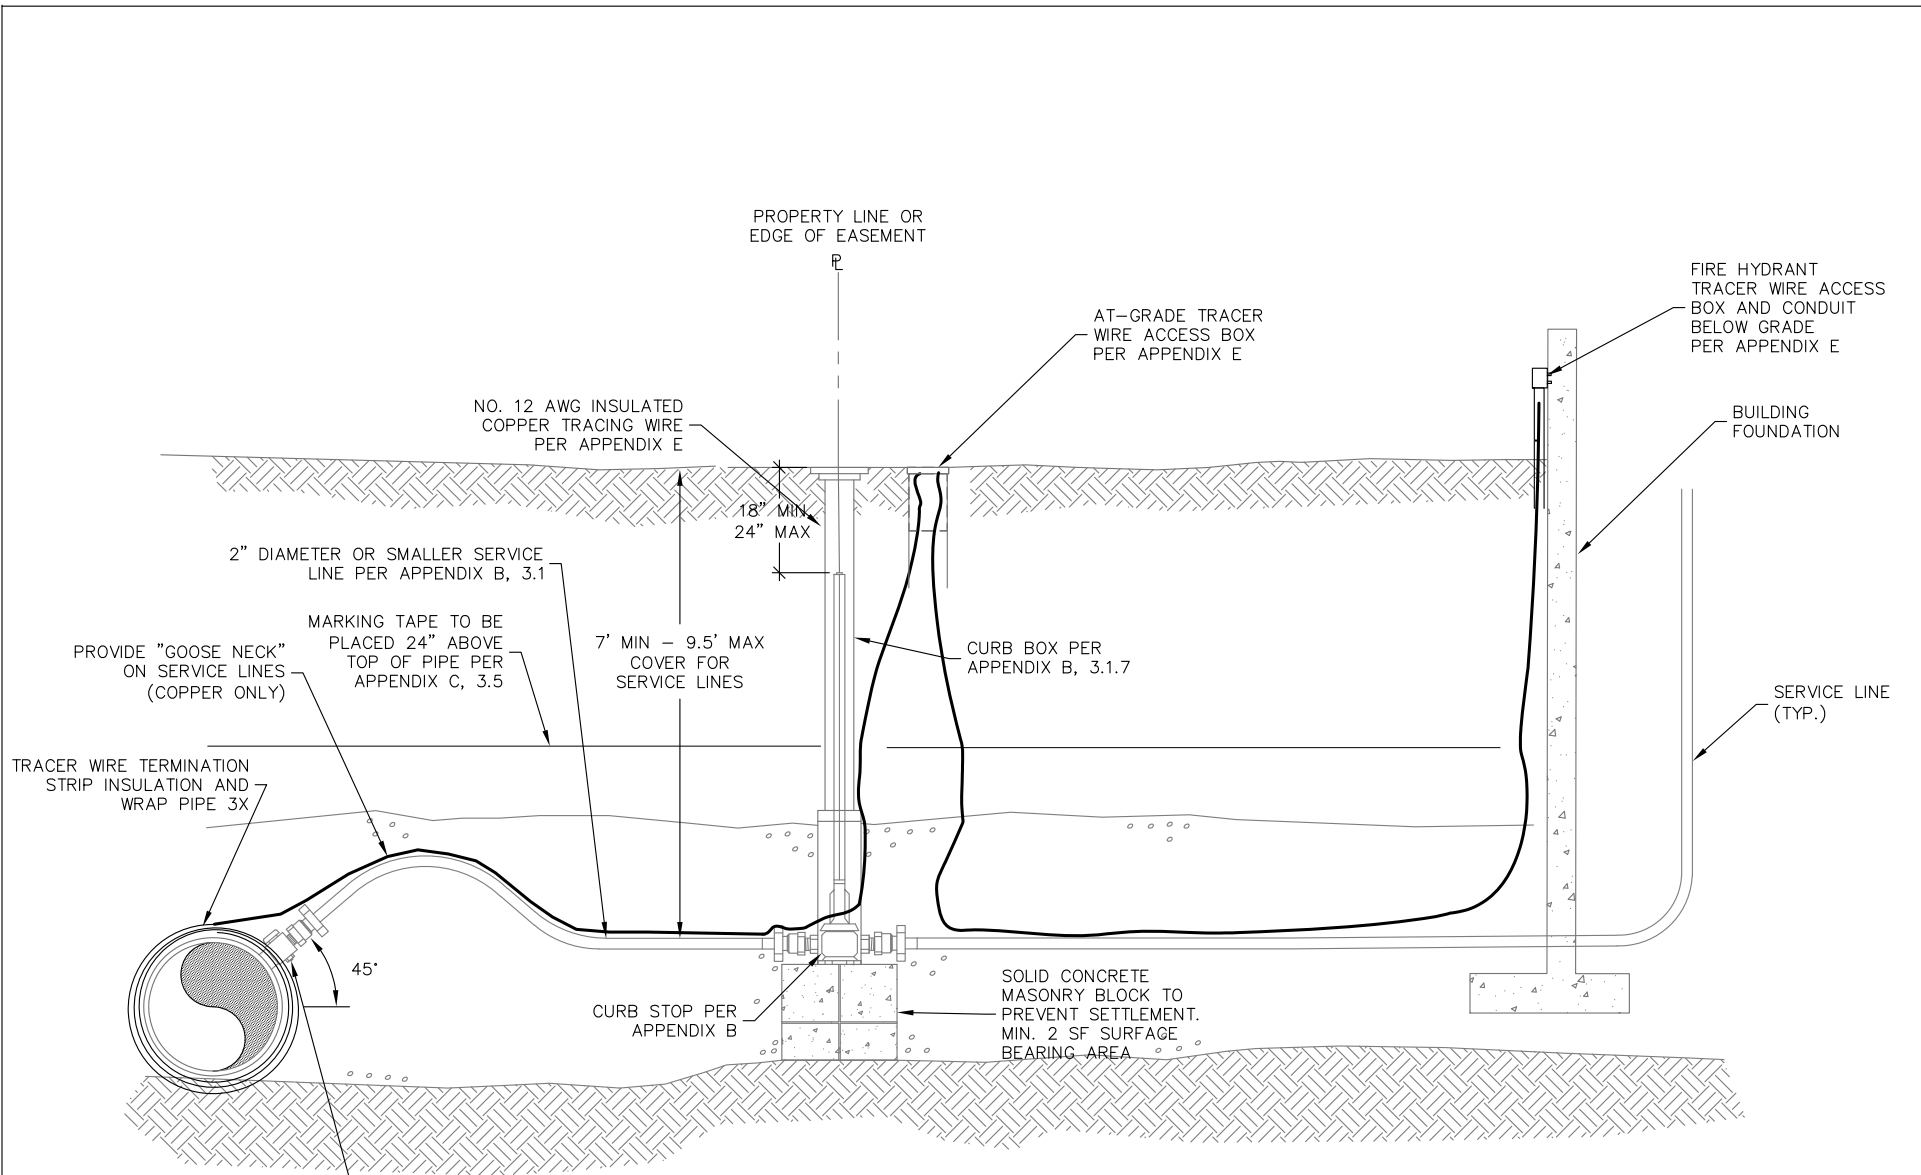 PROPERTY LINE OR
EDGE OF EASEMENT
PL
FIRE HYDRANT
TRACER WIRE ACCESS
BOX AND CONDUIT
BELOW GRADE
PER APPENDIX E
AT-GRADE TRACER
WIRE ACCESS BOX
PER APPENDIX E
NO. 12 AWG INSULATED
COPPER TRACING WIRE
PER APPENDIX E
BUILDING
FOUNDATION
18" MIN
24" MAX
2" DIAMETER OR SMALLER SERVICE
LINE PER APPENDIX B, 3.1
MARKING TAPE TO BE
PLACED 24" ABOVE
TOP OF PIPE PER
APPENDIX C, 3.5
7' MIN - 9.5' MAX
COVER FOR
SERVICE LINES
PROVIDE "GOOSE NECK"
ON SERVICE LINES
(COPPER ONLY)
CURB BOX PER
APPENDIX B, 3.1.7
SERVICE LINE
(TYP.)
TRACER WIRE TERMINATION
STRIP INSULATION AND
WRAP PIPE 3X
45°
CURB STOP PER
APPENDIX B
SOLID CONCRETE
MASONRY BLOCK TO
PREVENT SETTLEMENT.
MIN. 2 SF SURFAGE
BEARING AREA